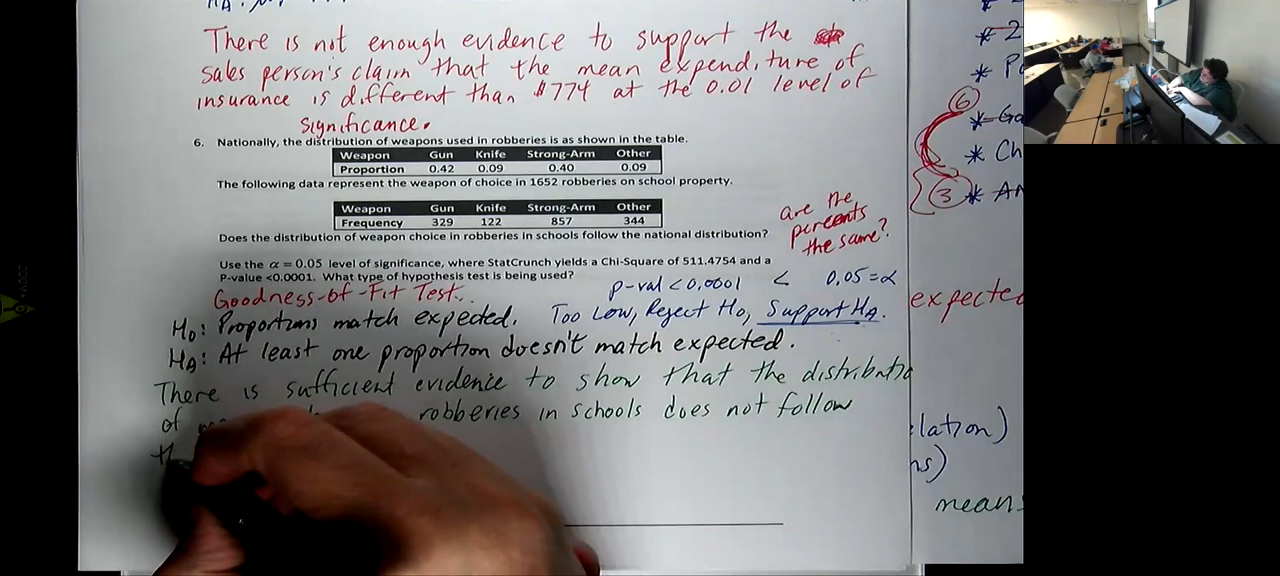 There is not enough evidence to support the
sales person's claim that the mean expenditure of
insurance is different than $774 at the 0.01 level of
significance.
6. Nationally, the distribution of weapons used in robberies is as shown in the table.
Weapon Gun Knife Strong-Arm Other
Proportion 0.42 0.09 0.40 0.09
The following data represent the weapon of choice in 1652 robberies on school property.
Weapon Gun Knife Strong-Arm Other
Frequency 329 122 857 344
Does the distribution of weapon choice in robberies in schools follow the national distribution?
are the
percents
the same?
Use the α = 0.05 level of significance, where StatCrunch yields a Chi-Square of 511.4754 and a
P-value <0.0001. What type of hypothesis test is being used?
Goodness-of-Fit Test.
p-val < 0.0001 < 0.05 = α
H0: Proportions match expected. Too Low, Reject H0, Support HA.
HA: At least one proportion doesn't match expected.
There is sufficient evidence to show that the distributio
of robberies in schools does not follow
th
* Ch
6
3
expected
lation)
ns)
means